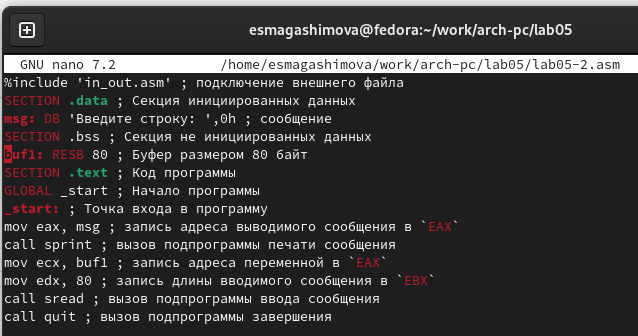 esmagashimova@fedora:~/work/arch-pc/lab05
GNU nano 7.2 /home/esmagashimova/work/arch-pc/lab05/lab05-2.asm
%include 'in_out.asm' ; подключение внешнего файла
SECTION .data ; Секция инициированных данных
msg: DB 'Введите строку: ',0h ; сообщение
SECTION .bss ; Секция не инициированных данных
buf1: RESB 80 ; Буфер размером 80 байт
SECTION .text ; Код программы
GLOBAL _start ; Начало программы
_start: ; Точка входа в программу
mov eax, msg ; запись адреса выводимого сообщения в `EAX`
call sprint ; вызов подпрограммы печати сообщения
mov ecx, buf1 ; запись адреса переменной в `EAX`
mov edx, 80 ; запись длины вводимого сообщения в `EBX`
call sread ; вызов подпрограммы ввода сообщения
call quit ; вызов подпрограммы завершения